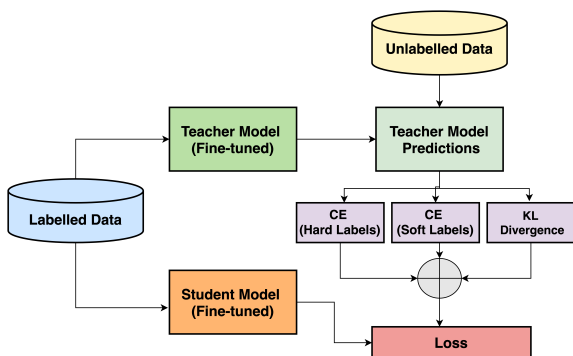 Unlabelled Data
Teacher Model
(Fine-tuned)
Teacher Model
Predictions
Labelled Data
CE
(Hard Labels)
CE
(Soft Labels)
KL
Divergence
Student Model
(Fine-tuned)
Loss